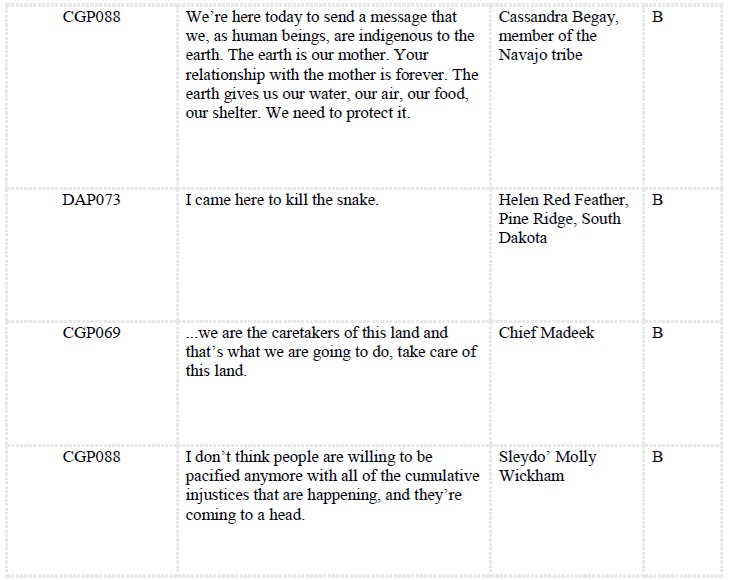 CGP088
We’re here today to send a message that
we, as human beings, are indigenous to the
earth. The earth is our mother. Your
relationship with the mother is forever. The
earth gives us our water, our air, our food,
our shelter. We need to protect it.
Cassandra Begay,
member of the
Navajo tribe
B
DAP073
I came here to kill the snake.
Helen Red Feather,
Pine Ridge, South
Dakota
B
CGP069
...we are the caretakers of this land and
that’s what we are going to do, take care of
this land.
Chief Madeek
B
CGP088
I don’t think people are willing to be
pacified anymore with all of the cumulative
injustices that are happening, and they’re
coming to a head.
Sleydo’ Molly
Wickham
B